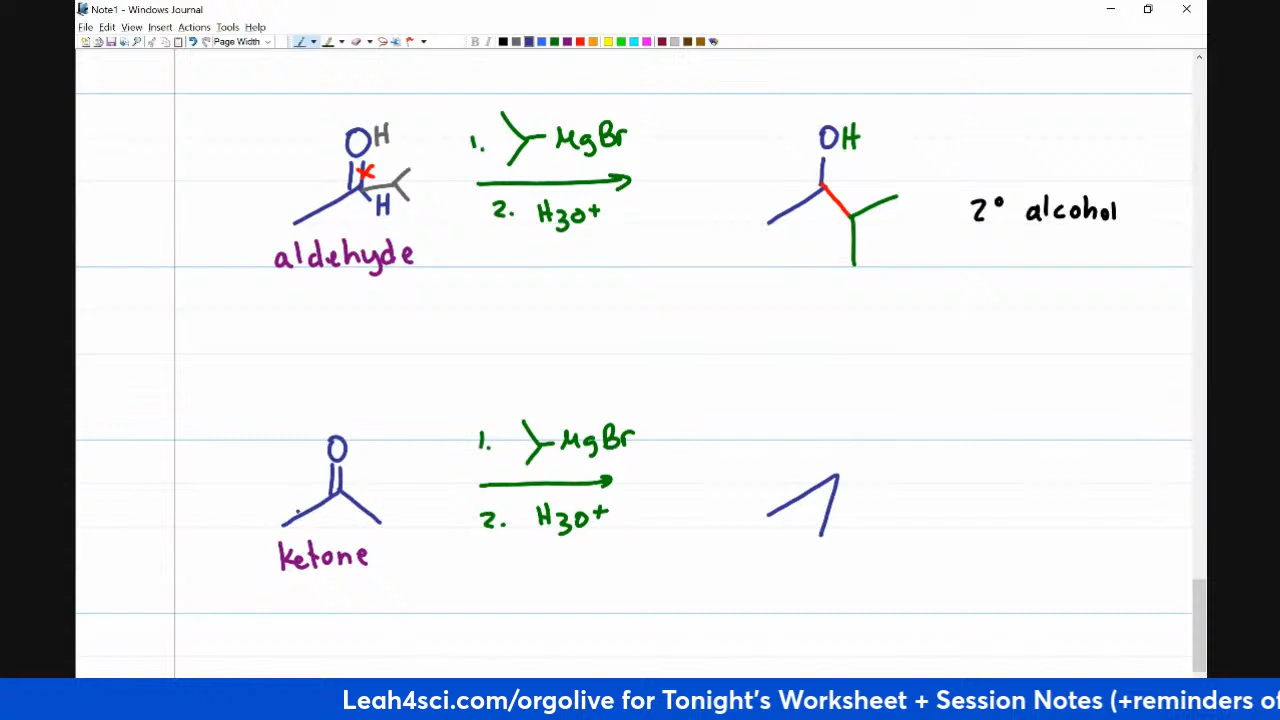 Note1 - Windows Journal
File Edit View Insert Actions Tools Help
Page Width
B I
OH
H
aldehyde
1. MgBr
2. H3O+
OH
2° alcohol
O
ketone
1. MgBr
2. H3O+
Leah4sci.com/orgolive for Tonight's Worksheet + Session Notes (+reminders of